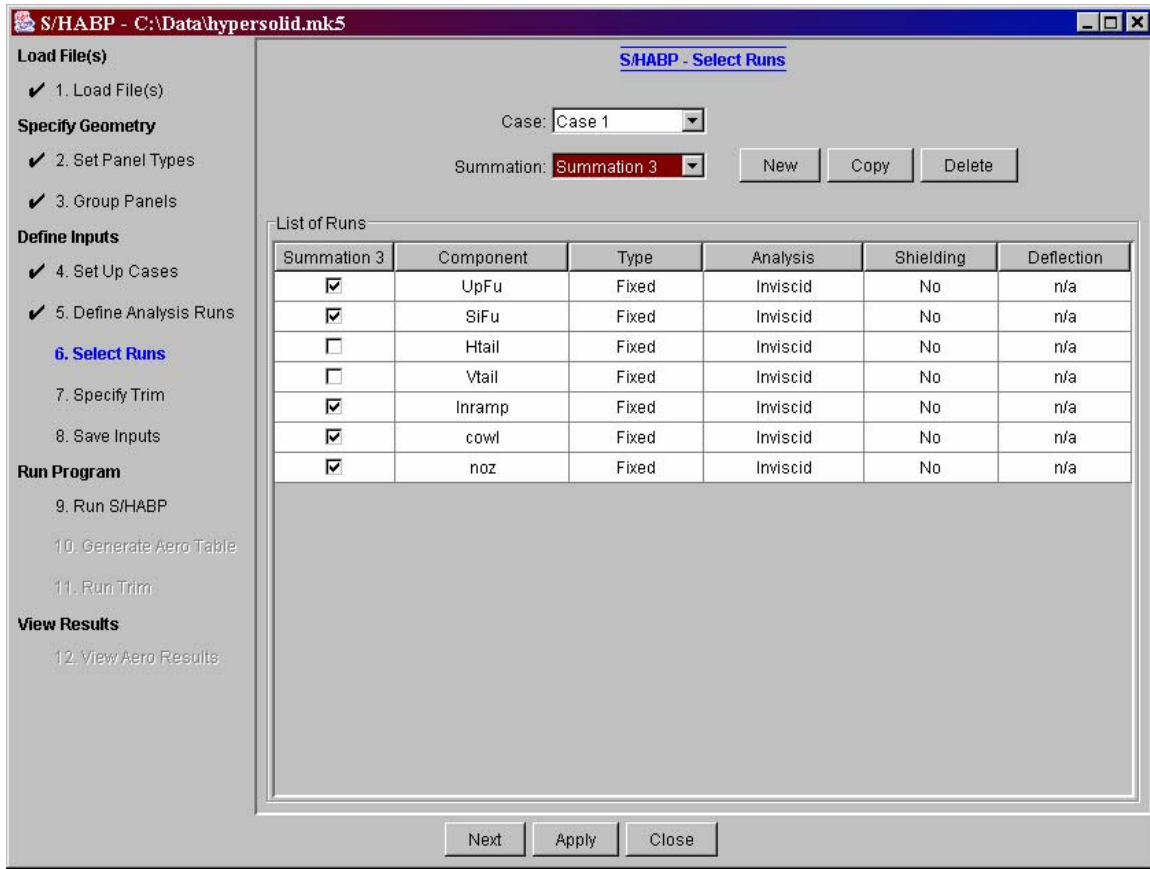 S/HABP - C:\Data\hypersolid.mk5
Load File(s)
✔ 1. Load File(s)
Specify Geometry
✔ 2. Set Panel Types
✔ 3. Group Panels
Define Inputs
✔ 4. Set Up Cases
✔ 5. Define Analysis Runs
6. Select Runs
7. Specify Trim
8. Save Inputs
Run Program
9. Run S/HABP
10. Generate Aero Table
11. Run Trim
View Results
12. View Aero Results
S/HABP - Select Runs
Case: Case 1
Summation: Summation 3 New Copy Delete
List of Runs
Summation 3 Component Type Analysis Shielding Deflection
UpFu Fixed Inviscid No n/a
SiFu Fixed Inviscid No n/a
Htail Fixed Inviscid No n/a
Vtail Fixed Inviscid No n/a
Inramp Fixed Inviscid No n/a
cowl Fixed Inviscid No n/a
noz Fixed Inviscid No n/a
Next Apply Close